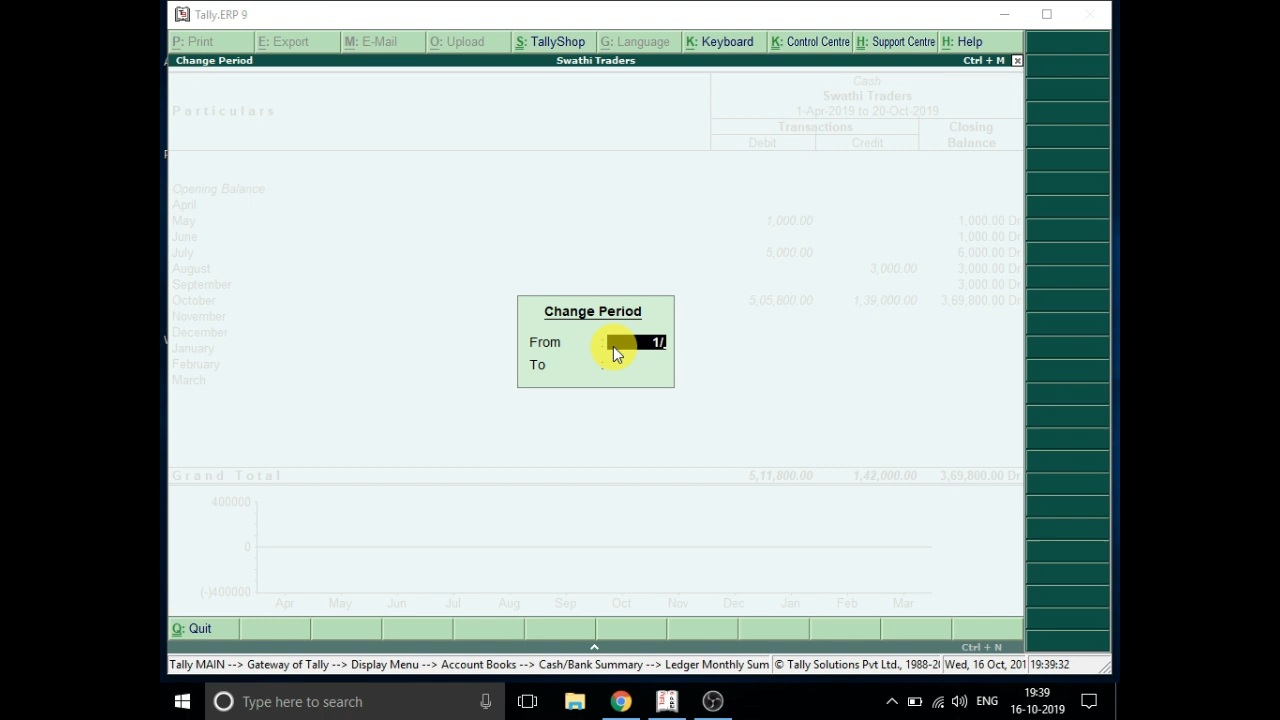 Tally.ERP 9
P: Print E: Export M: E-Mail O: Upload S: TallyShop G: Language K: Keyboard K: Control Centre H: Support Centre H: Help
Change Period Swathi Traders Ctrl + M
Cash
Swathi Traders
Particulars 1-Apr-2019 to 20-Oct-2019
Transactions Closing
Debit Credit Balance
Opening Balance
April
May 1,000.00 1,000.00 Dr
June 1,000.00 Dr
July 5,000.00 6,000.00 Dr
August 3,000.00 3,000.00 Dr
September 3,000.00 Dr
October 5,05,800.00 1,39,000.00 3,69,800.00 Dr
November
December
January
February
March
Change Period
From : 1/
To :
Grand Total 5,11,800.00 1,42,000.00 3,69,800.00 Dr
400000
0
(-)400000
Apr May Jun Jul Aug Sep Oct Nov Dec Jan Feb Mar
Q: Quit
Ctrl + N
Tally MAIN --> Gateway of Tally --> Display Menu --> Account Books --> Cash/Bank Summary --> Ledger Monthly Sum © Tally Solutions Pvt Ltd., 1988-2 Wed, 16 Oct, 201 19:39:32
Type here to search ENG 19:39
16-10-2019